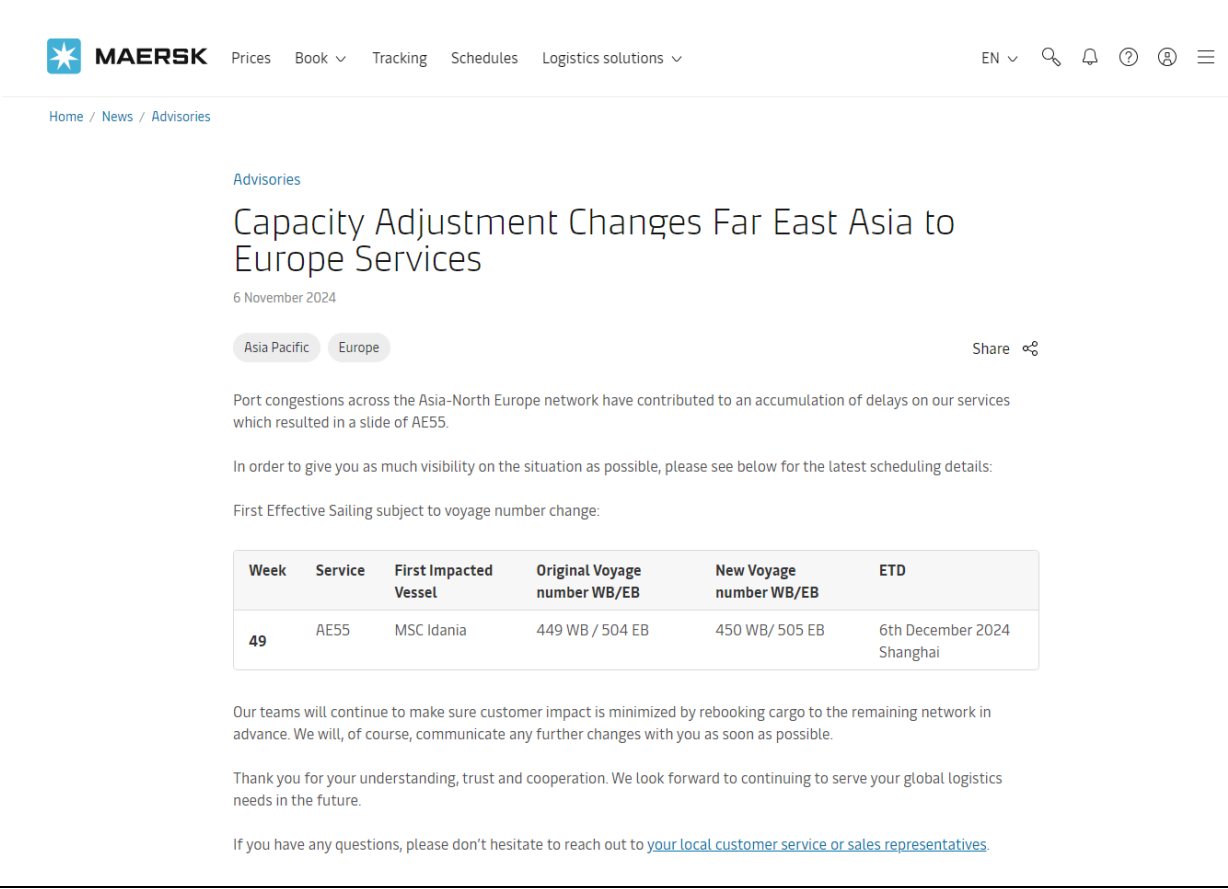 MAERSK Prices Book Tracking Schedules Logistics solutions EN
Home / News / Advisories
Advisories
Capacity Adjustment Changes Far East Asia to
Europe Services
6 November 2024
Asia Pacific Europe Share
Port congestions across the Asia-North Europe network have contributed to an accumulation of delays on our services
which resulted in a slide of AE55.
In order to give you as much visibility on the situation as possible, please see below for the latest scheduling details:
First Effective Sailing subject to voyage number change:
Week Service First Impacted Original Voyage New Voyage ETD
Vessel number WB/EB number WB/EB
AE55 MSC Idania 449 WB / 504 EB 450 WB/ 505 EB 6th December 2024
49
Shanghai
Our teams will continue to make sure customer impact is minimized by rebooking cargo to the remaining network in
advance. We will, of course, communicate any further changes with you as soon as possible.
Thank you for your understanding, trust and cooperation. We look forward to continuing to serve your global logistics
needs in the future.
If you have any questions, please don't hesitate to reach out to your local customer service or sales representatives.